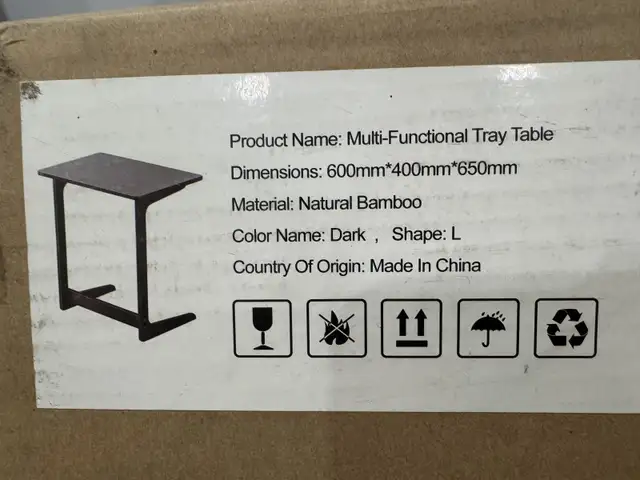 Product Name: Multi-Functional Tray Table
Dimensions: 600mm*400mm*650mm
Material: Natural Bamboo
Color Name: Dark , Shape: L
Country Of Origin: Made In China